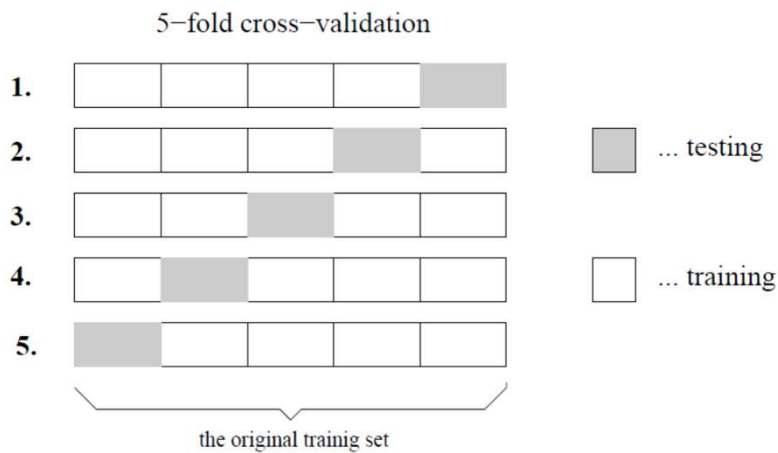 5-fold cross-validation
1.
2.
... testing
3.
4.
... training
5.
the original trainig set